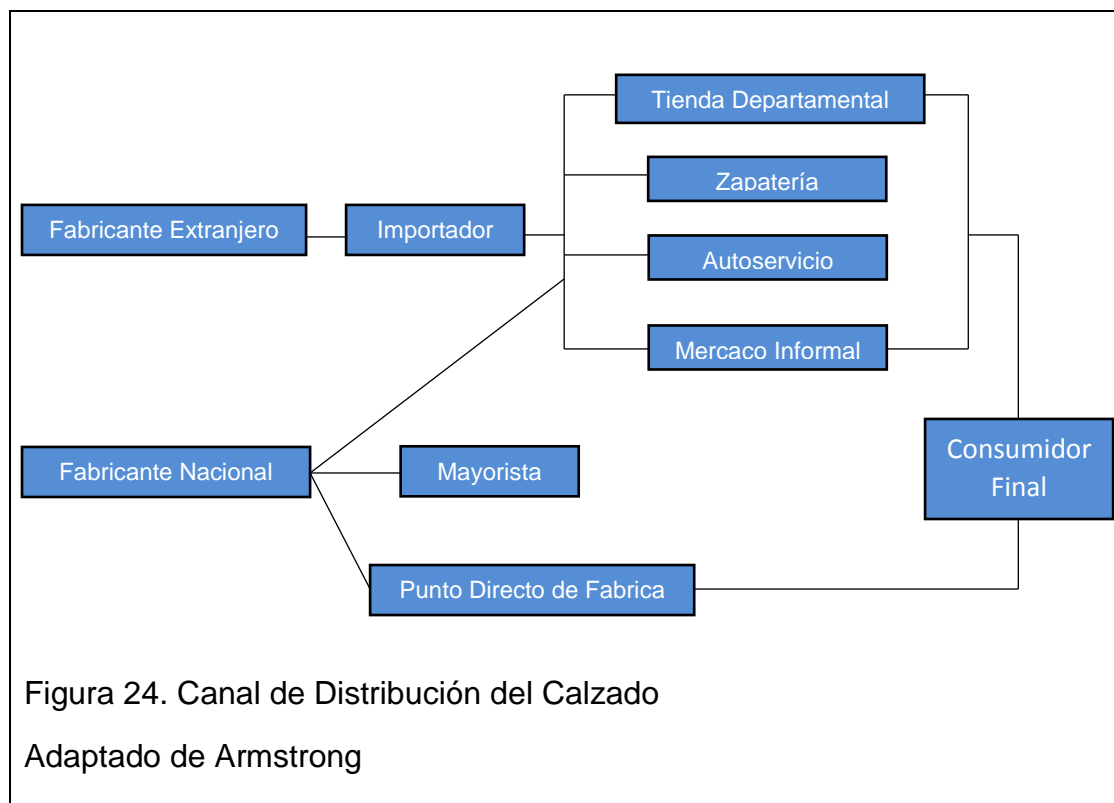 Tienda Departamental
Zapatería
Fabricante Extranjero
Importador
Autoservicio
Mercaco Informal
Fabricante Nacional
Mayorista
Consumidor
Final
Punto Directo de Fabrica
Figura 24. Canal de Distribución del Calzado
Adaptado de Armstrong